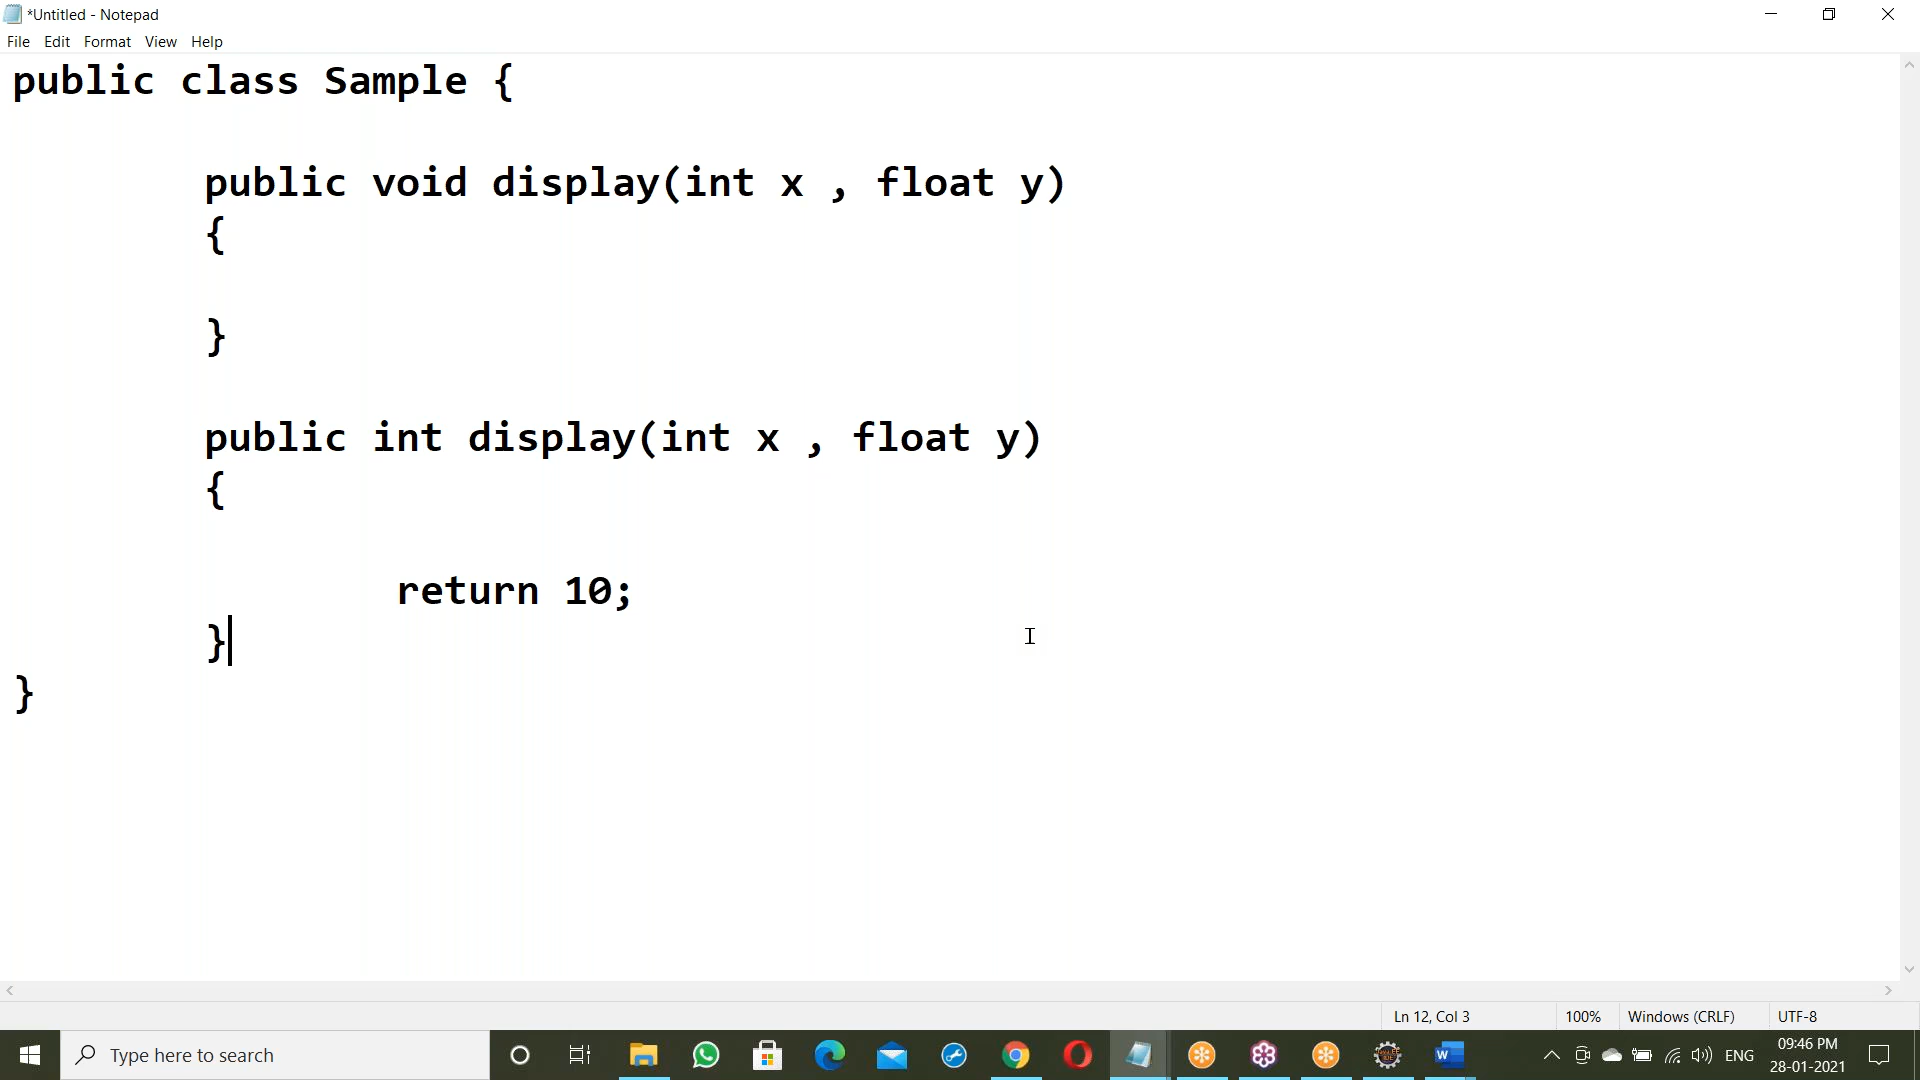 *Untitled - Notepad
File Edit Format View Help
public class Sample {
public void display(int x , float y)
{
}
public int display(int x , float y)
{
return 10;
}
}
Ln 12, Col 3 100% Windows (CRLF) UTF-8
Type here to search
ENG
09:46 PM
28-01-2021